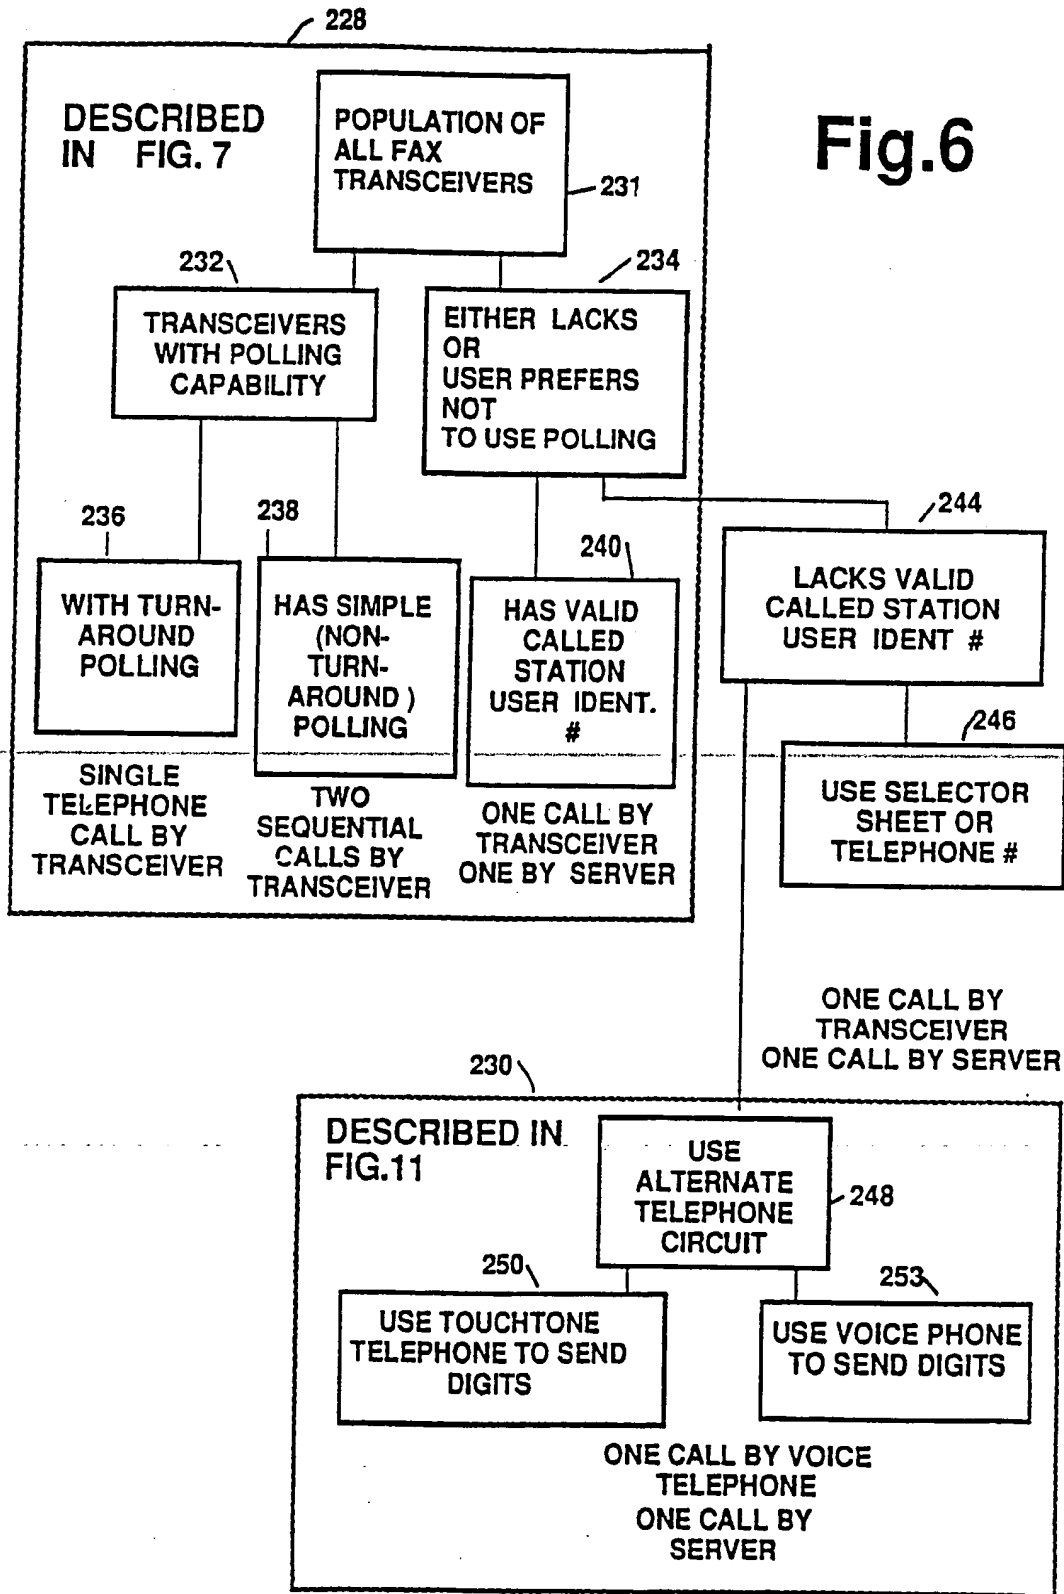 228
DESCRIBED
IN FIG. 7
POPULATION OF
ALL FAX
TRANSCEIVERS
231
Fig.6
232
TRANSCEIVERS
WITH POLLING
CAPABILITY
234
EITHER LACKS
OR
USER PREFERS
NOT
TO USE POLLING
236
WITH TURN-
AROUND
POLLING
238
HAS SIMPLE
(NON-
TURN-
AROUND )
POLLING
240
HAS VALID
CALLED
STATION
USER IDENT.
#
244
LACKS VALID
CALLED STATION
USER IDENT #
246
USE SELECTOR
SHEET OR
TELEPHONE #
SINGLE
TELEPHONE
CALL BY
TRANSCEIVER
TWO
SEQUENTIAL
CALLS BY
TRANSCEIVER
ONE CALL BY
TRANSCEIVER
ONE BY SERVER
ONE CALL BY
TRANSCEIVER
ONE CALL BY SERVER
230
DESCRIBED IN
FIG.11
USE
ALTERNATE
TELEPHONE
CIRCUIT
248
250
USE TOUCHTONE
TELEPHONE TO SEND
DIGITS
253
USE VOICE PHONE
TO SEND DIGITS
ONE CALL BY VOICE
TELEPHONE
ONE CALL BY
SERVER